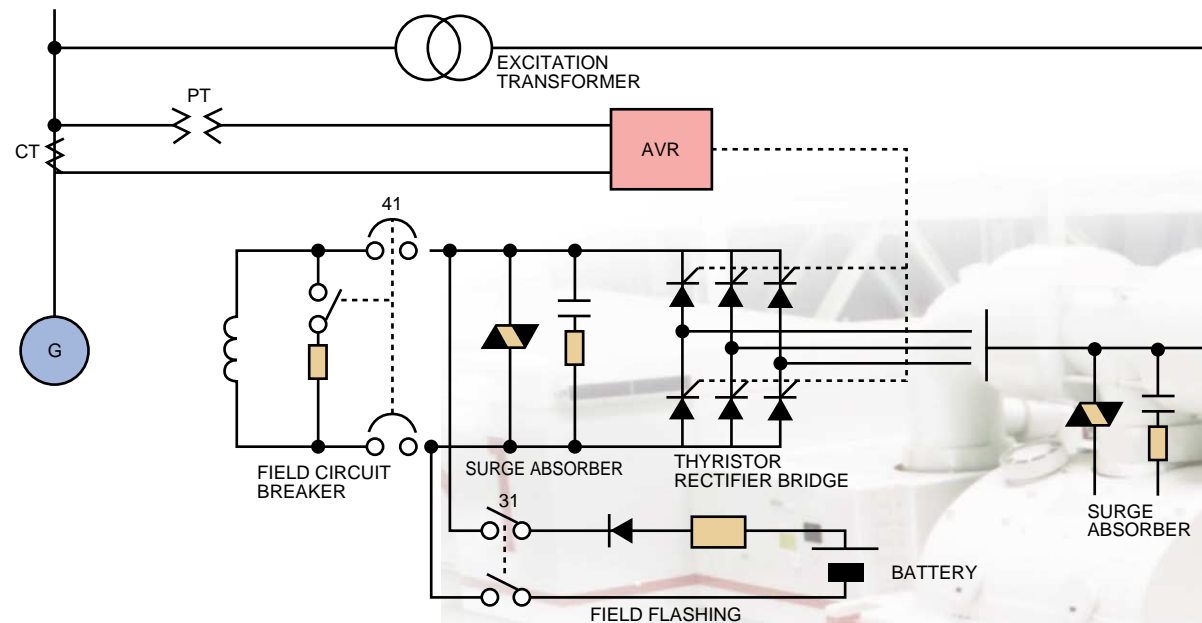 EXCITATION
TRANSFORMER
PT
CT
AVR
41
G
FIELD CIRCUIT
BREAKER
SURGE ABSORBER
THYRISTOR
RECTIFIER BRIDGE
31
SURGE
ABSORBER
BATTERY
FIELD FLASHING